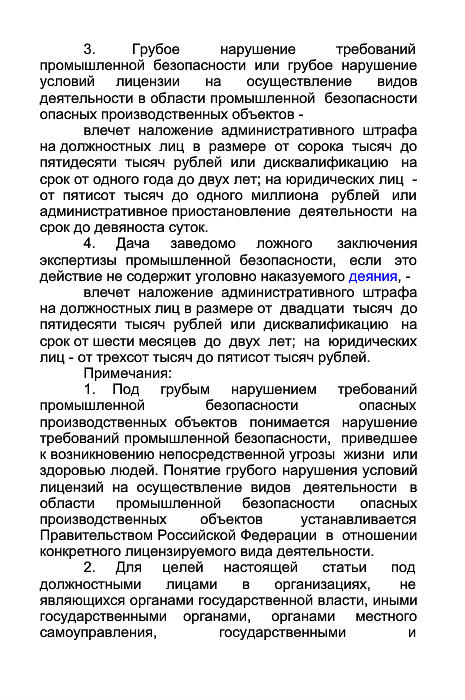 3. Грубое нарушение требований
промышленной безопасности или грубое нарушение
условий лицензии на осуществление видов
деятельности в области промышленной безопасности
опасных производственных объектов -
влечет наложение административного штрафа
на должностных лиц в размере от сорока тысяч до
пятидесяти тысяч рублей или дисквалификацию на
срок от одного года до двух лет; на юридических лиц -
от пятисот тысяч до одного миллиона рублей или
административное приостановление деятельности на
срок до девяноста суток.
4. Дача заведомо ложного заключения
экспертизы промышленной безопасности, если это
действие не содержит уголовно наказуемого деяния, -
влечет наложение административного штрафа
на должностных лиц в размере от двадцати тысяч до
пятидесяти тысяч рублей или дисквалификацию на
срок от шести месяцев до двух лет; на юридических
лиц - от трехсот тысяч до пятисот тысяч рублей.
Примечания:
1. Под грубым нарушением требований
промышленной безопасности опасных
производственных объектов понимается нарушение
требований промышленной безопасности, приведшее
к возникновению непосредственной угрозы жизни или
здоровью людей. Понятие грубого нарушения условий
лицензий на осуществление видов деятельности в
области промышленной безопасности опасных
производственных объектов устанавливается
Правительством Российской Федерации в отношении
конкретного лицензируемого вида деятельности.
2. Для целей настоящей статьи под
должностными лицами в организациях, не
являющихся органами государственной власти, иными
государственными органами, органами местного
самоуправления, государственными и